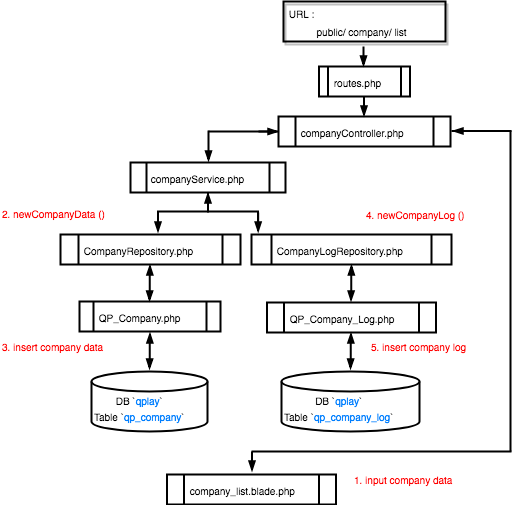 URL :
public/ company/ list
routes.php
companyController.php
companyService.php
2. newCompanyData ()
4. newCompanyLog ()
CompanyRepository.php
CompanyLogRepository.php
QP_Company.php
QP_Company_Log.php
3. insert company data
5. insert company log
DB `qplay`
Table `qp_company`
DB `qplay`
Table `qp_company_log`
1. input company data
company_list.blade.php